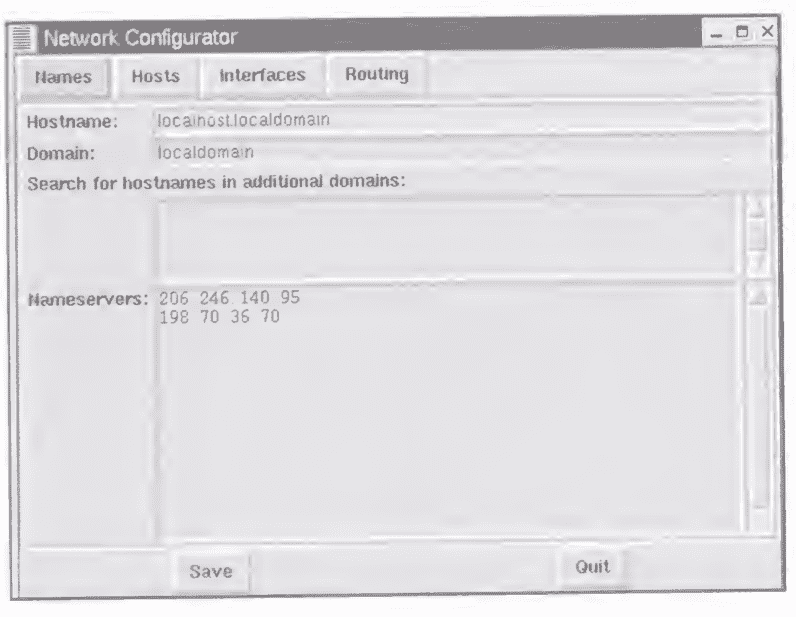 Network Configurator
Names Hosts Interfaces Routing
Hostname: localhost.localdomain
Domain: localdomain
Search for hostnames in additional domains:
Nameservers: 206 246 140 95
198 70 36 70
Save Quit